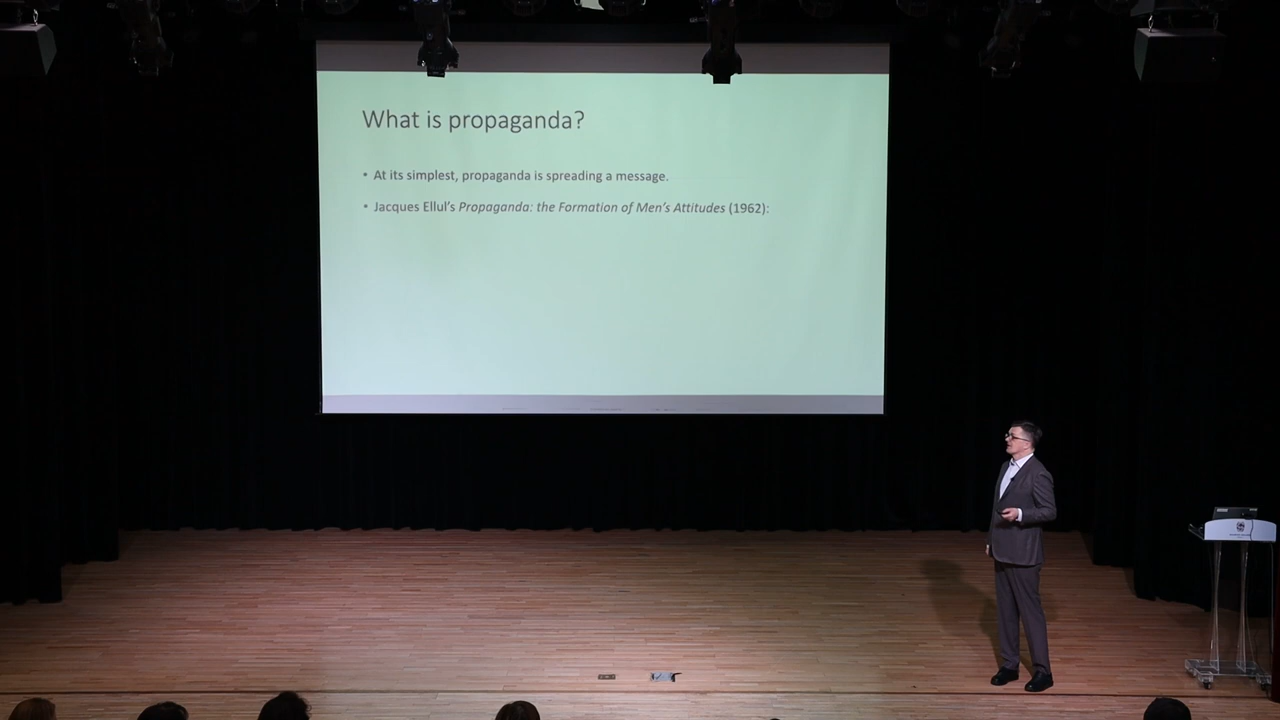 What is propaganda?
• At its simplest, propaganda is spreading a message.
• Jacques Ellul's Propaganda: the Formation of Men's Attitudes (1962):